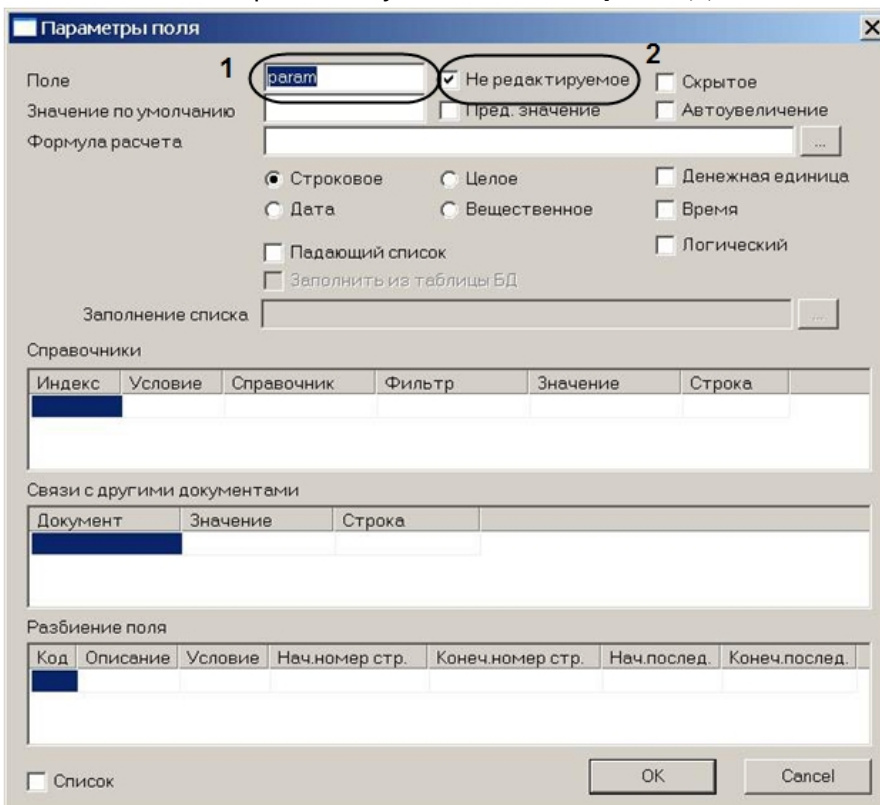 Параметры поля
1 2
Поле param Не редактируемое Скрытое
Значение по умолчанию Пред. значение Автоувеличение
Формула расчета ...
Строковое Целое Денежная единица
Дата Вещественное Время
Падающий список Логический
Заполнить из таблицы БД
Заполнение списка ...
Справочники
Индекс Условие Справочник Фильтр Значение Строка
Связи с другими документами
Документ Значение Строка
Разбиение поля
Код Описание Условие Нач.номер стр. Конеч.номер стр. Нач.послед. Конеч.послед.
Список OK Cancel